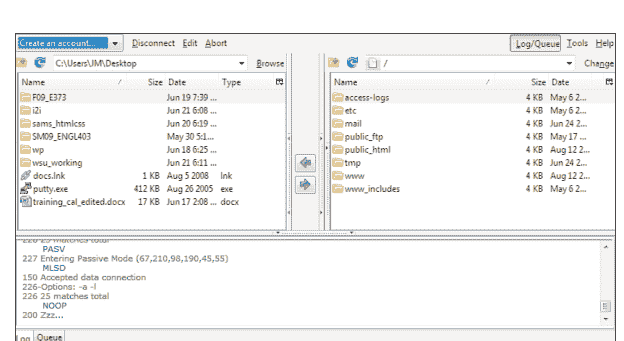 Create an account... Disconnect Edit Abort Log/Queue Tools Help
C:\Users\JM\Desktop Browse / Change
Name Size Date Type Name Size Date
F09_E373 Jun 19 7:39 ... access-logs 4 KB May 6 2...
i2i Jun 21 6:08 ... etc 4 KB May 6 2...
sams_htmlcss Jun 20 6:19 ... mail 4 KB Jun 24 2...
SM09_ENGL403 May 30 5:1... public_ftp 4 KB May 17 ...
wp Jun 18 6:25 ... public_html 4 KB Aug 12 2...
wsu_working Jun 21 6:11 ... tmp 4 KB Jun 24 2...
docs.lnk 1 KB Aug 5 2008 lnk www 4 KB Aug 12 2...
putty.exe 412 KB Aug 26 2005 exe www_includes 4 KB May 6 2...
training_cal_edited.docx 17 KB Jun 17 2:08 ... docx
226 25 matches total
PASV
227 Entering Passive Mode (67,210,98,190,45,55)
MLSD
150 Accepted data connection
226-Options: -a -l
226 25 matches total
NOOP
200 Zzz...
Log Queue